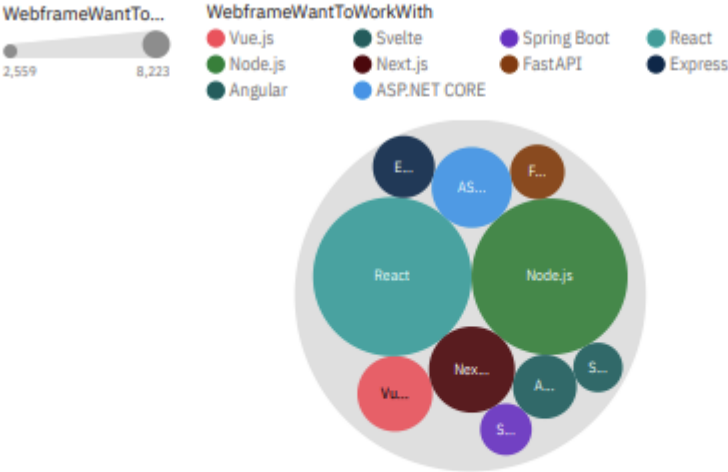 WebframeWantTo...
2,559 8,223
WebframeWantToWorkWith
Vue.js Svelte Spring Boot React
Node.js Next.js FastAPI Express
Angular ASP.NET CORE
E... AS... F...
React Node.js
Nex... S...
Vu... A...
S...